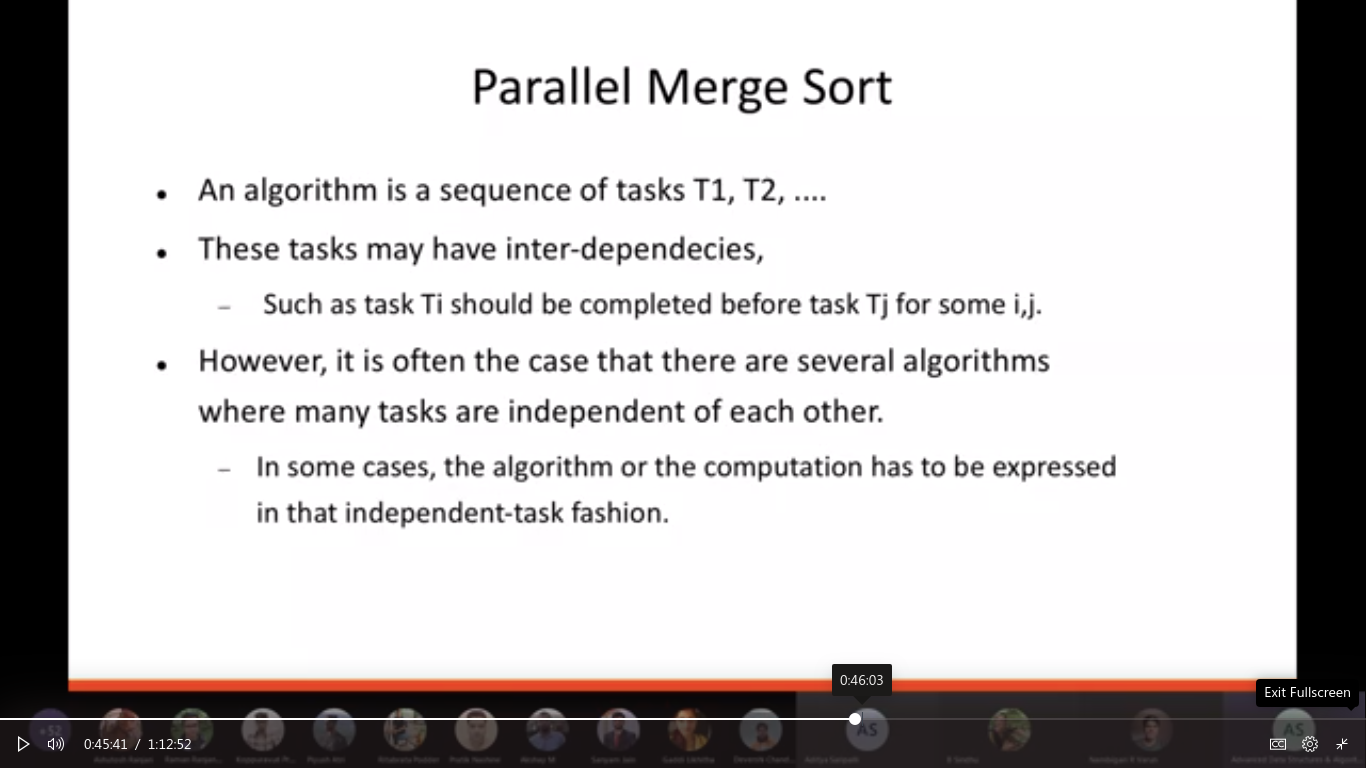 Parallel Merge Sort
• An algorithm is a sequence of tasks T1, T2, ....
• These tasks may have inter-dependecies,
– Such as task Ti should be completed before task Tj for some i,j.
• However, it is often the case that there are several algorithms
where many tasks are independent of each other.
– In some cases, the algorithm or the computation has to be expressed
in that independent-task fashion.
0:46:03
Exit Fullscreen
AS
AS
0:45:41 / 1:12:52
CC